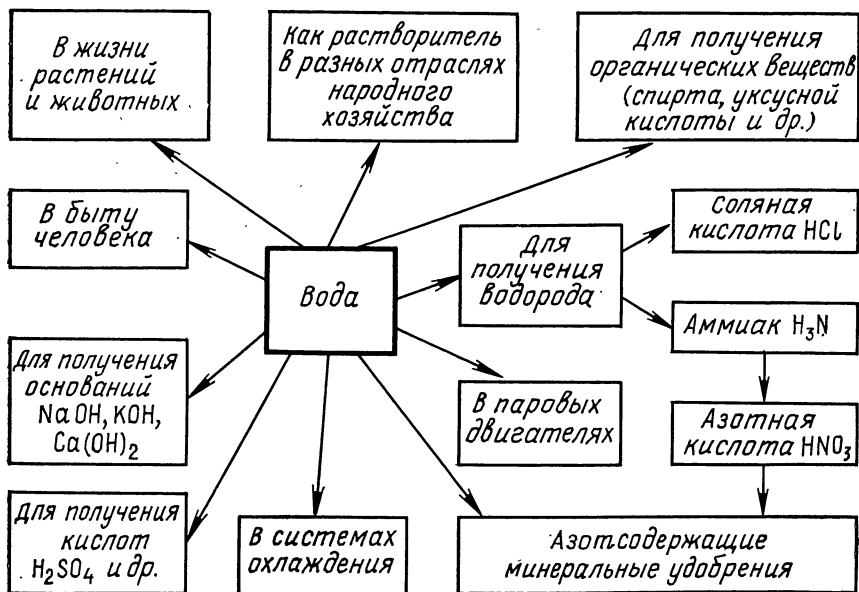 В жизни
растений
и животных
Как растворитель
в разных отраслях
народного
хозяйства
Для получения
органических веществ
(спирта, уксусной
кислоты и др.)
В быту
человека
Вода
Для
получения
водорода
Соляная
кислота HCl
Аммиак H₃N
Для получения
оснований
NaOH, KOH,
Ca(OH)₂
В паровых
двигателях
Азотная
кислота HNO₃
Для получения
кислот
H₂SO₄ и др.
В системах
охлаждения
Азотсодержащие
минеральные удобрения